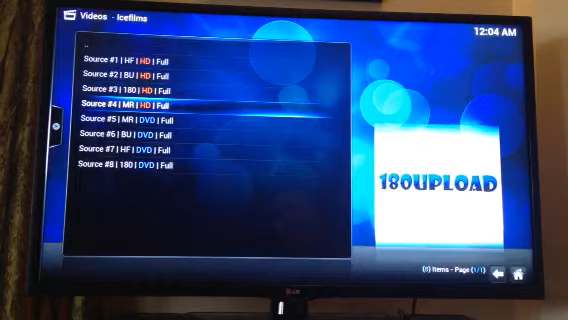 Videos - Icefilms
12:04 AM
..
Source #1 | HF | HD | Full
Source #2 | BU | HD | Full
Source #3 | 180 | HD | Full
Source #4 | MR | HD | Full
Source #5 | MR | DVD | Full
Source #6 | BU | DVD | Full
Source #7 | HF | DVD | Full
Source #8 | 180 | DVD | Full
180UPLOAD
(8) Items - Page (1/1)
LG